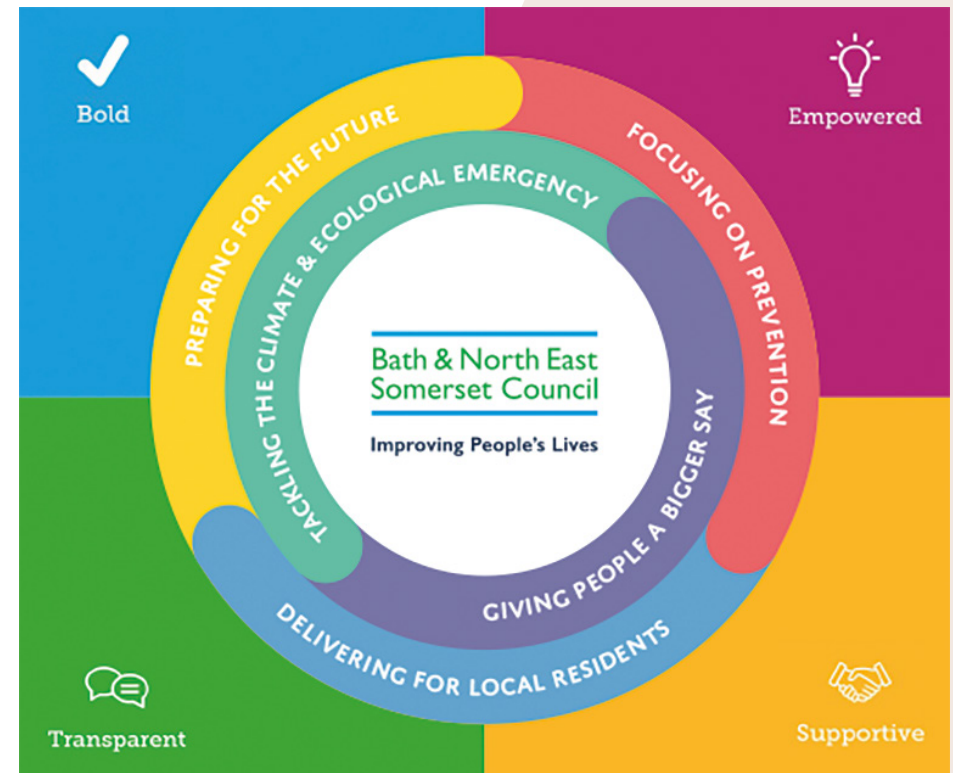 Bold
Empowered
PREPARING FOR THE FUTURE
FOCUSING ON PREVENTION
TACKLING THE CLIMATE & ECOLOGICAL EMERGENCY
Bath & North East
Somerset Council
Improving People's Lives
GIVING PEOPLE A BIGGER SAY
DELIVERING FOR LOCAL RESIDENTS
Transparent
Supportive